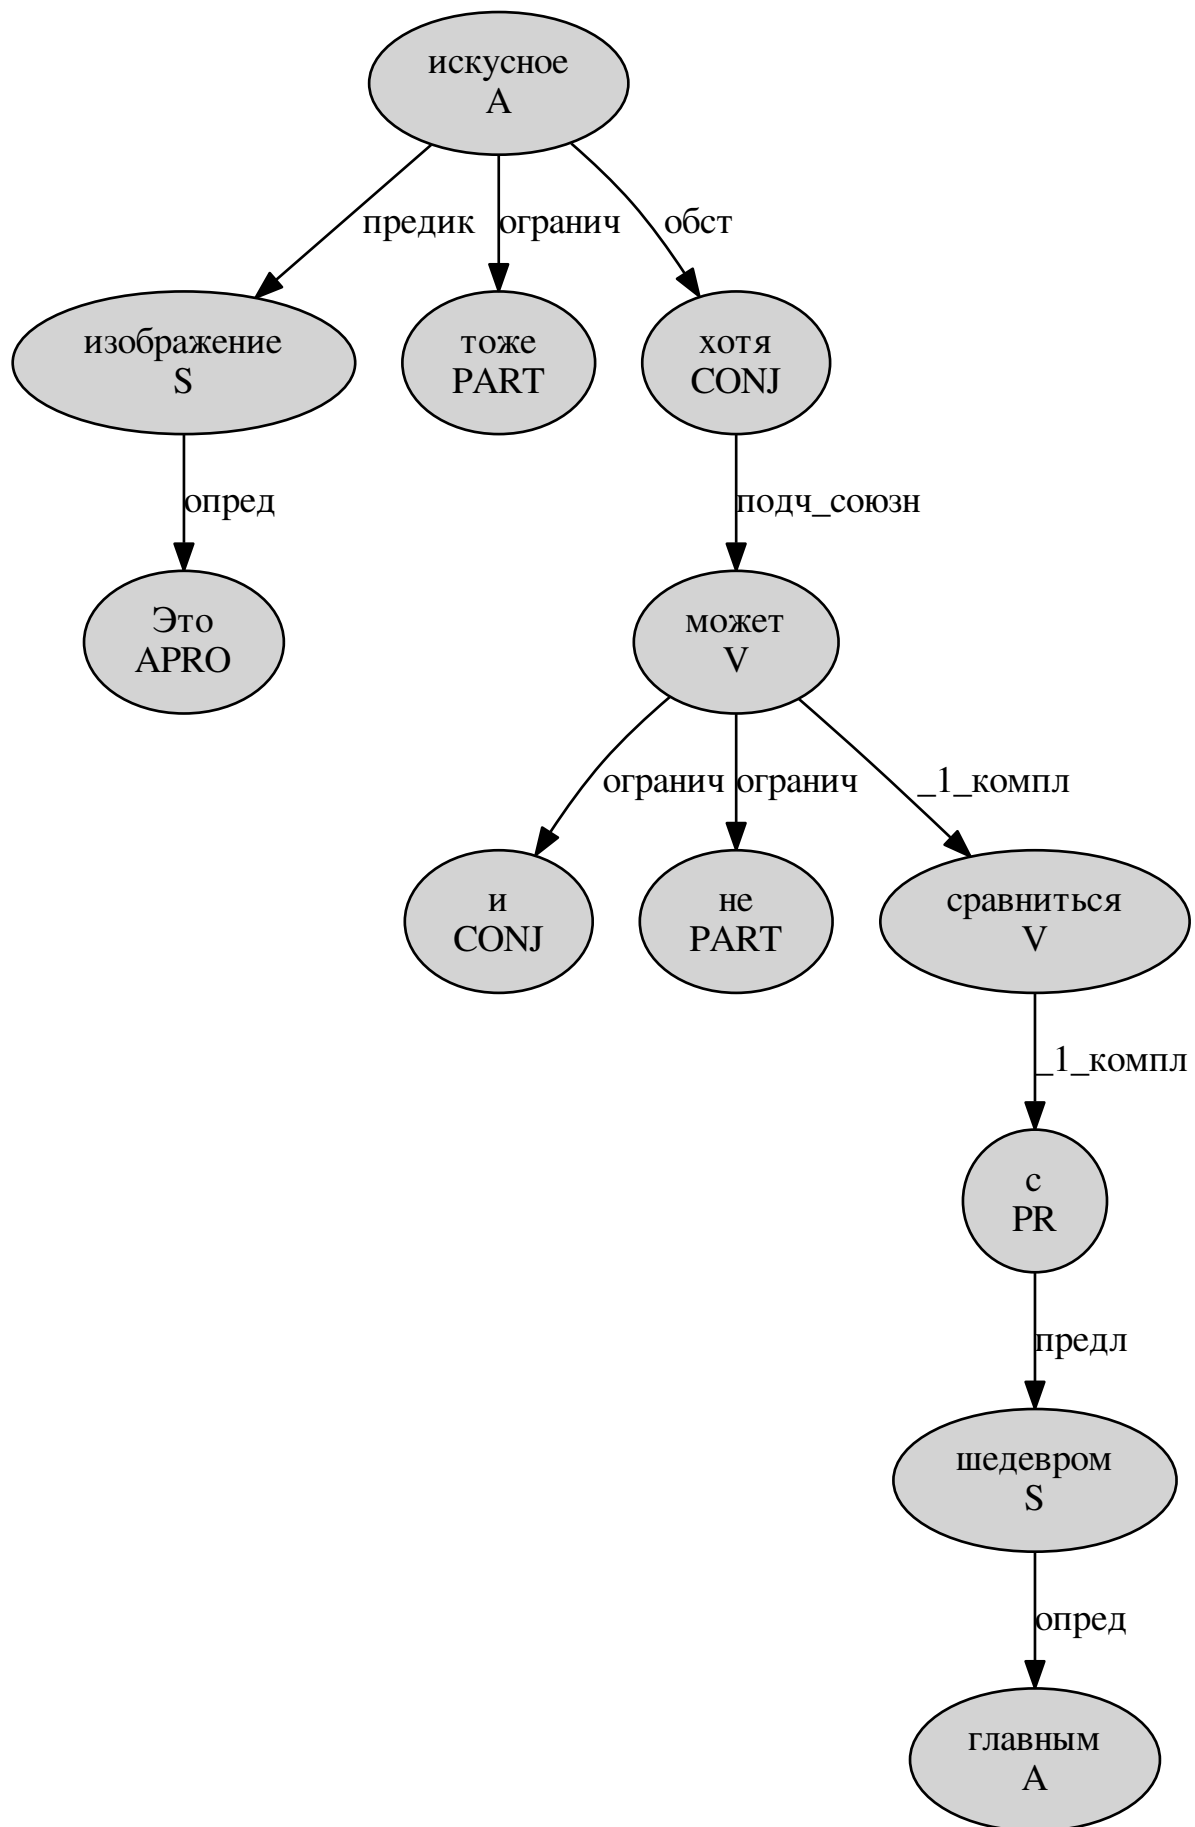 искусное
A
предик
огранич
обст
изображение
S
тоже
PART
хотя
CONJ
опред
подч_союзн
Это
APRO
может
V
огранич
огранич
_1_компл
и
CONJ
не
PART
сравниться
V
_1_компл
с
PR
предл
шедевром
S
опред
главным
A